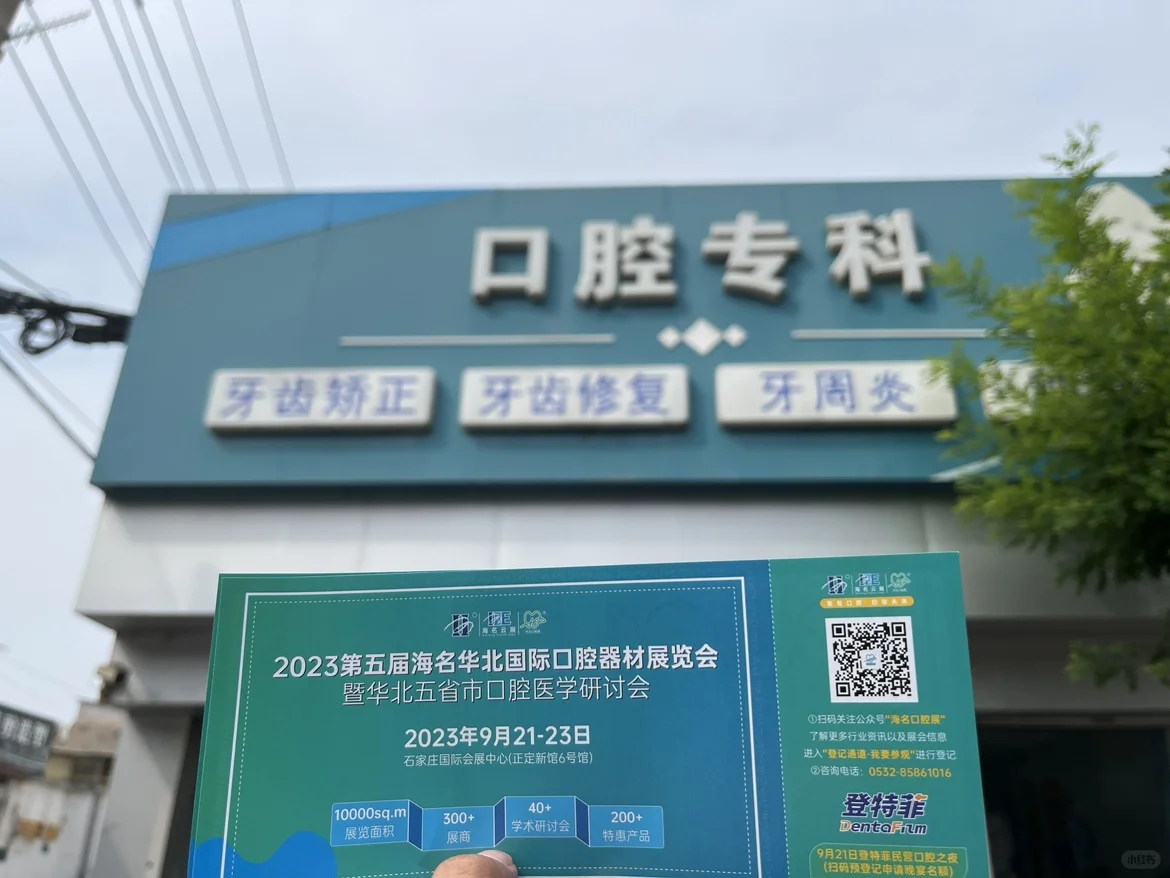 口腔专科
牙齿矫正
牙齿修复
牙周炎
海名云展
2023第五届海名华北国际口腔器材展览会
暨华北五省市口腔医学研讨会
2023年9月21-23日
石家庄国际会展中心(正定新馆6号馆)
10000sq.m
展览面积
300+
展商
40+
学术研讨会
200+
特惠产品
海名云展
①扫码关注公众号"海名口腔展"
了解更多行业资讯以及展会信息
进入"登记通道-我要参观"进行登记
②咨询电话：0532-85861016
登特菲
DentaFilm
9月21日登特菲民营口腔之夜
(扫码预登记申请晚宴名额)
小红书